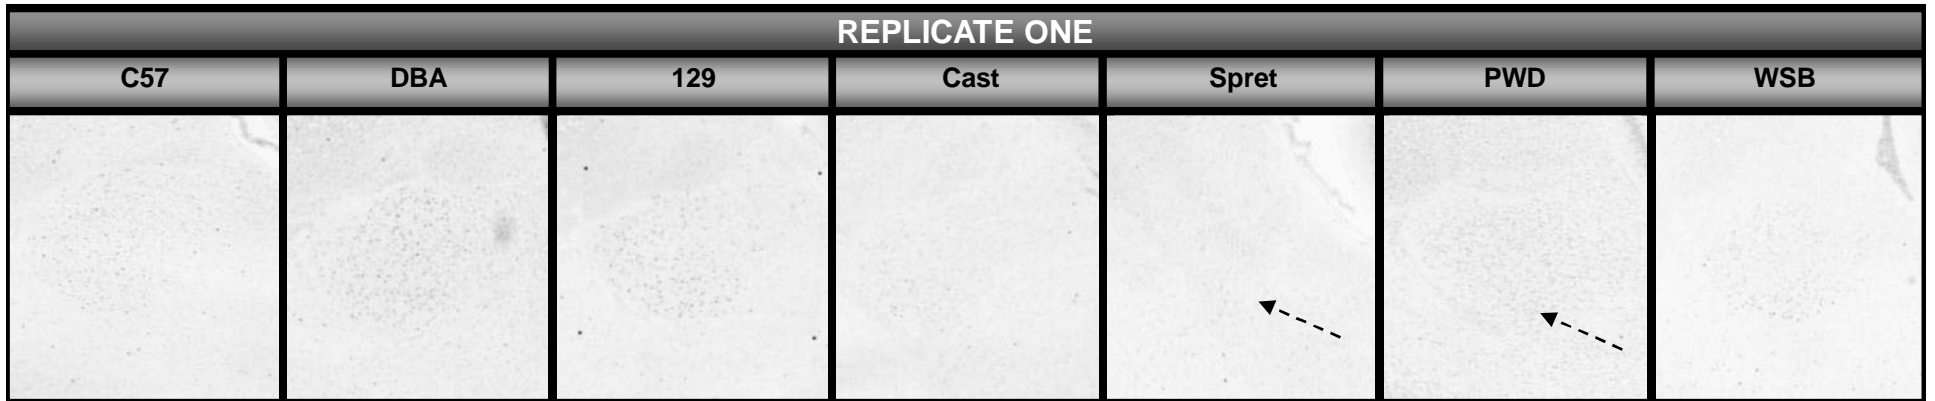 REPLICATE ONE
C57 DBA 129 Cast Spret PWD WSB